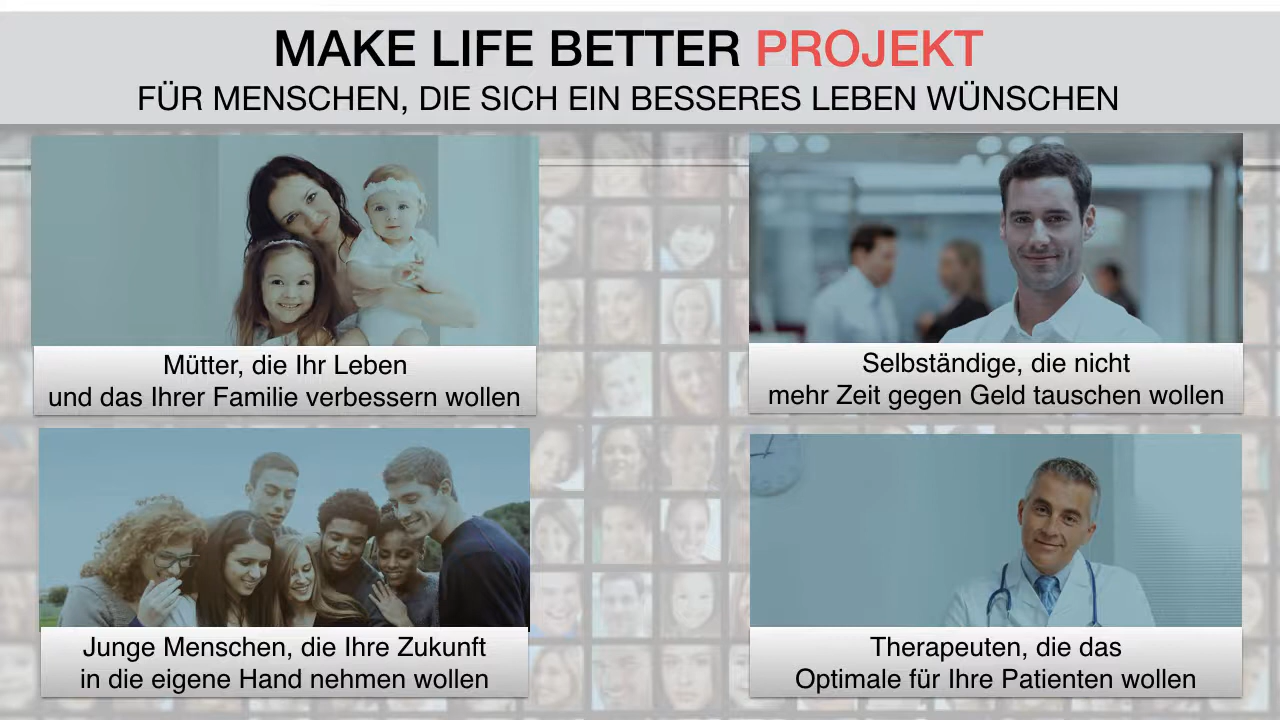 MAKE LIFE BETTER PROJEKT
FÜR MENSCHEN, DIE SICH EIN BESSERES LEBEN WÜNSCHEN
Mütter, die Ihr Leben
und das Ihrer Familie verbessern wollen
Selbständige, die nicht
mehr Zeit gegen Geld tauschen wollen
Junge Menschen, die Ihre Zukunft
in die eigene Hand nehmen wollen
Therapeuten, die das
Optimale für Ihre Patienten wollen